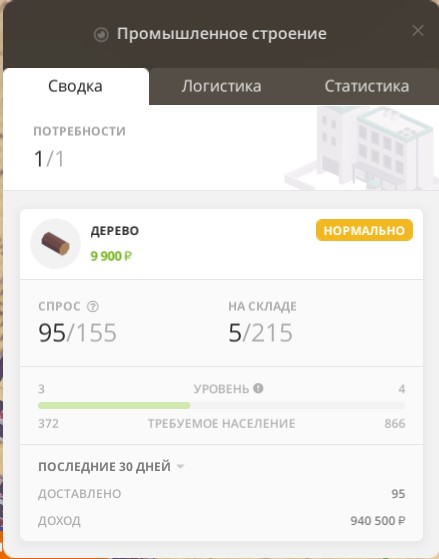 Промышленное строение
Сводка Логистика Статистика
ПОТРЕБНОСТИ
1/1
ДЕРЕВО НОРМАЛЬНО
9 900 ₽
СПРОС ? НА СКЛАДЕ
95/155 5/215
3 УРОВЕНЬ ! 4
372 ТРЕБУЕМОЕ НАСЕЛЕНИЕ 866
ПОСЛЕДНИЕ 30 ДНЕЙ
ДОСТАВЛЕНО 95
ДОХОД 940 500 ₽